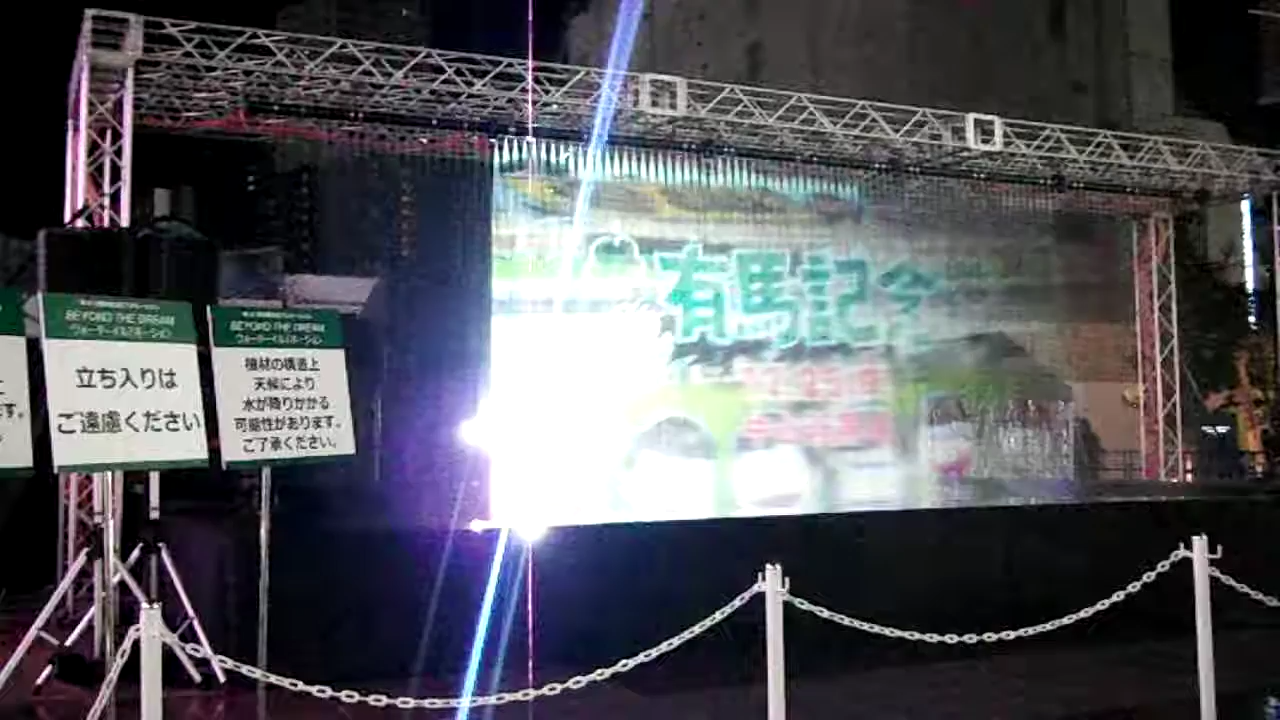 す。
BEYOND THE DREAM
ウォーターイルミネーション
立ち入りは
ご遠慮ください
BEYOND THE DREAM
ウォーターイルミネーション
機材の構造上
天候により
水が降りかかる
可能性があります。
ご了承ください。
有馬記念